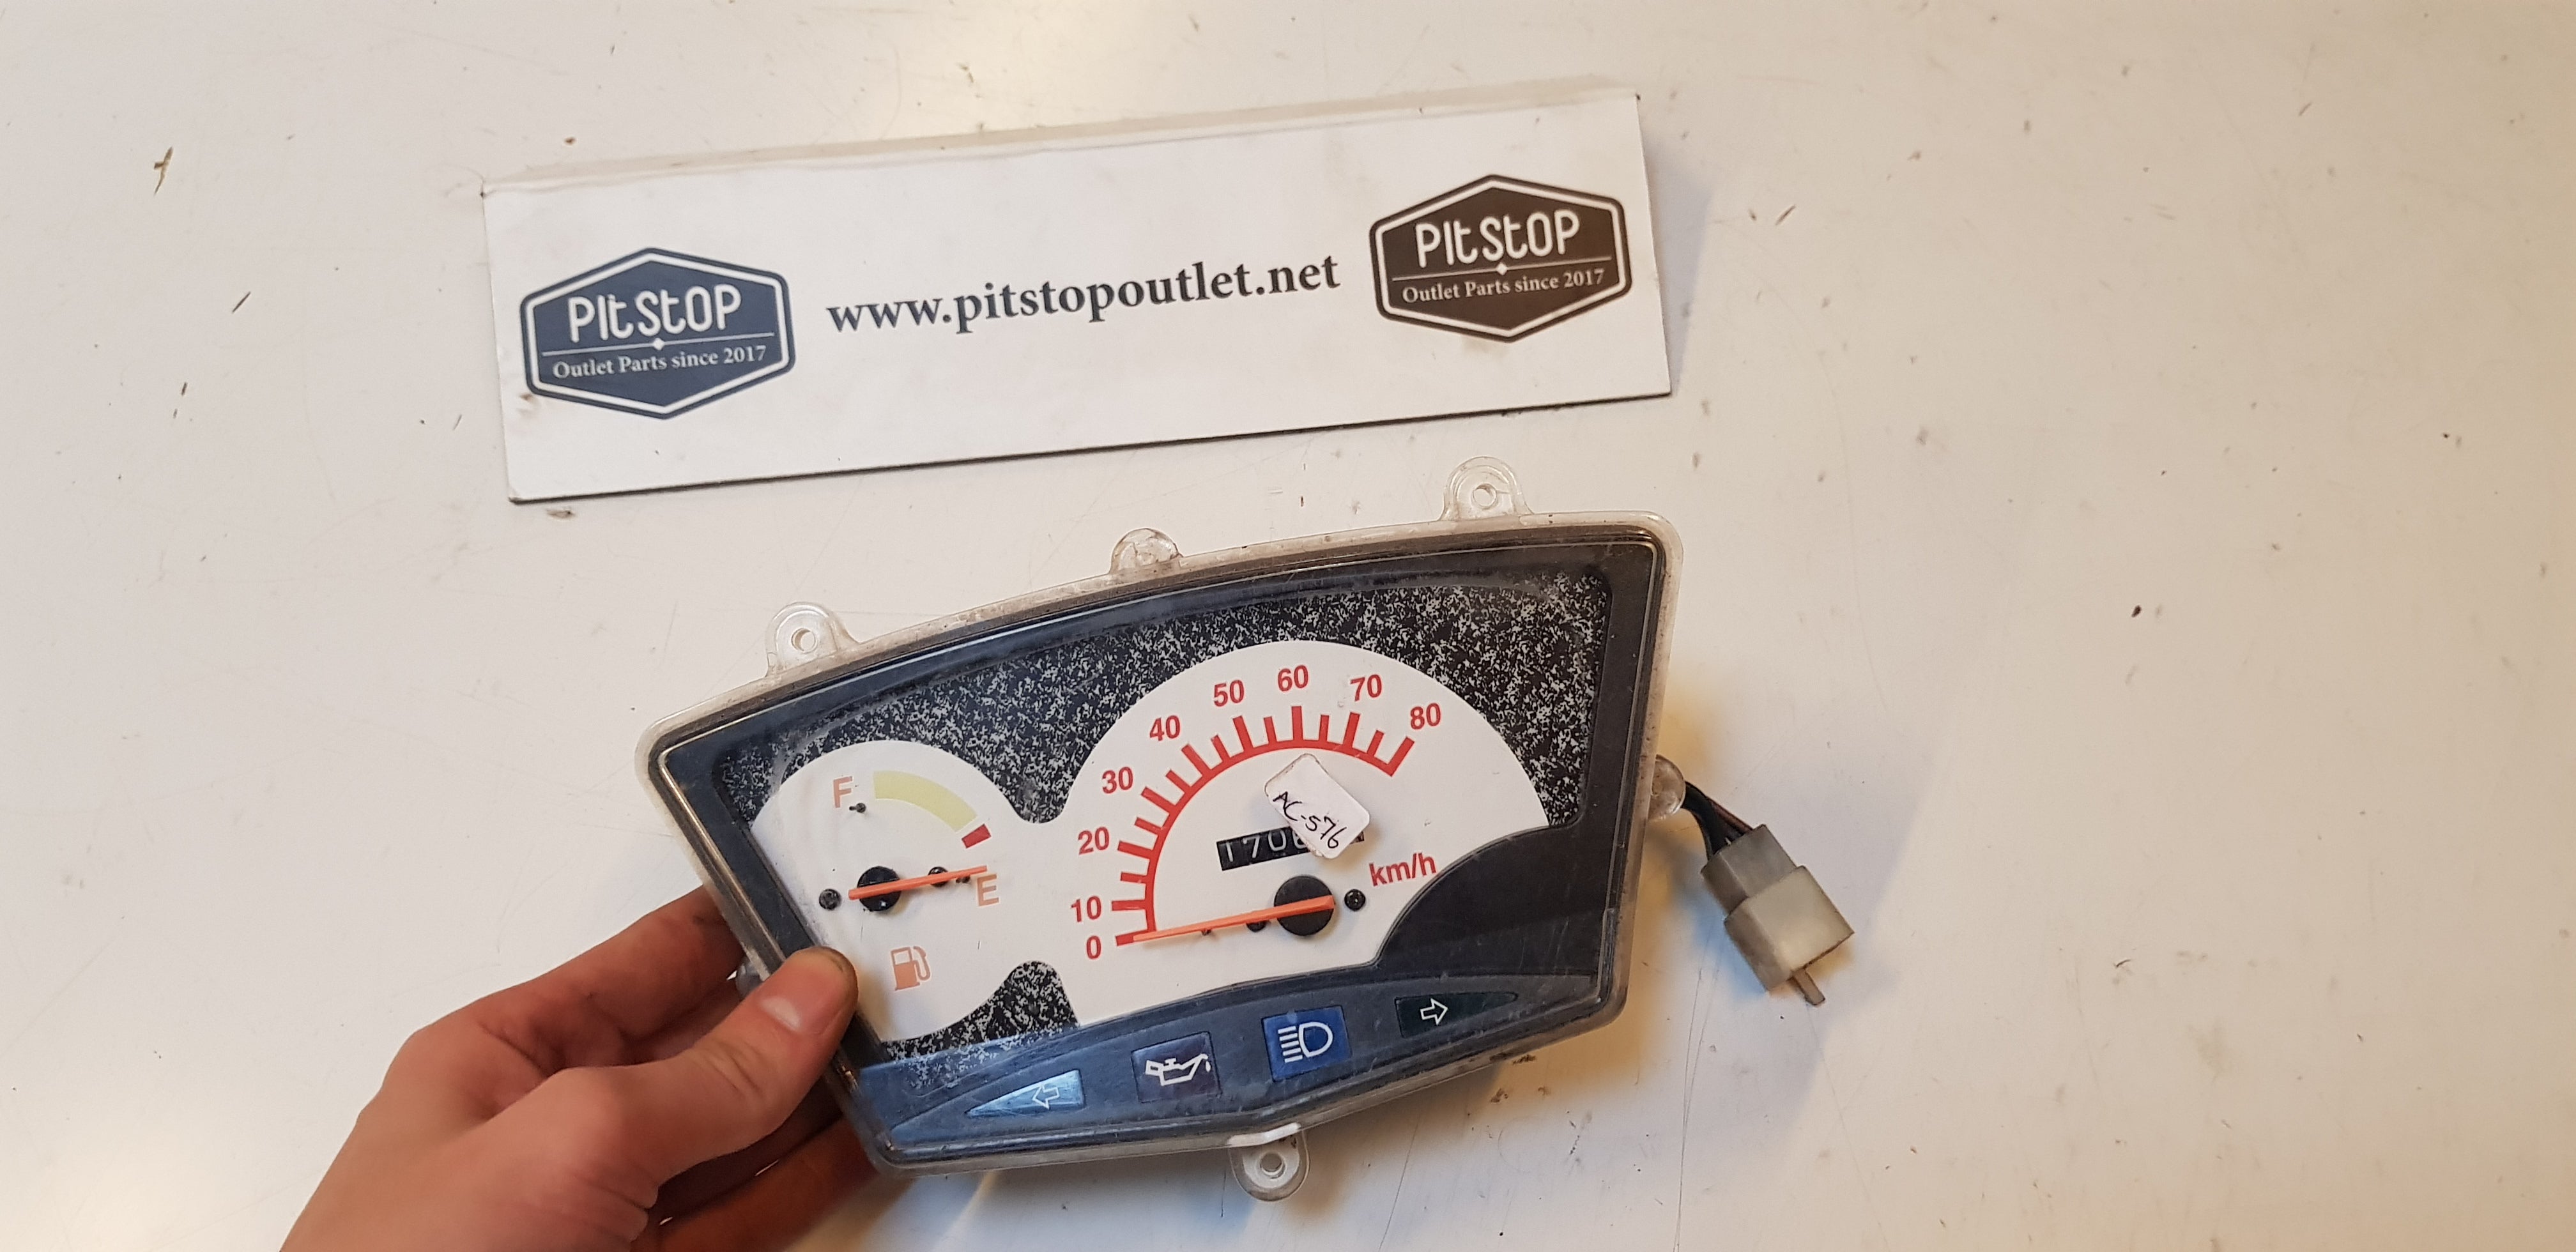 PItStOP
Outlet Parts since 2017
www.pitstopoutlet.net
PItStOP
Outlet Parts since 2017
0
10
20
30
40
50
60
70
80
km/h
F
E
AC-576